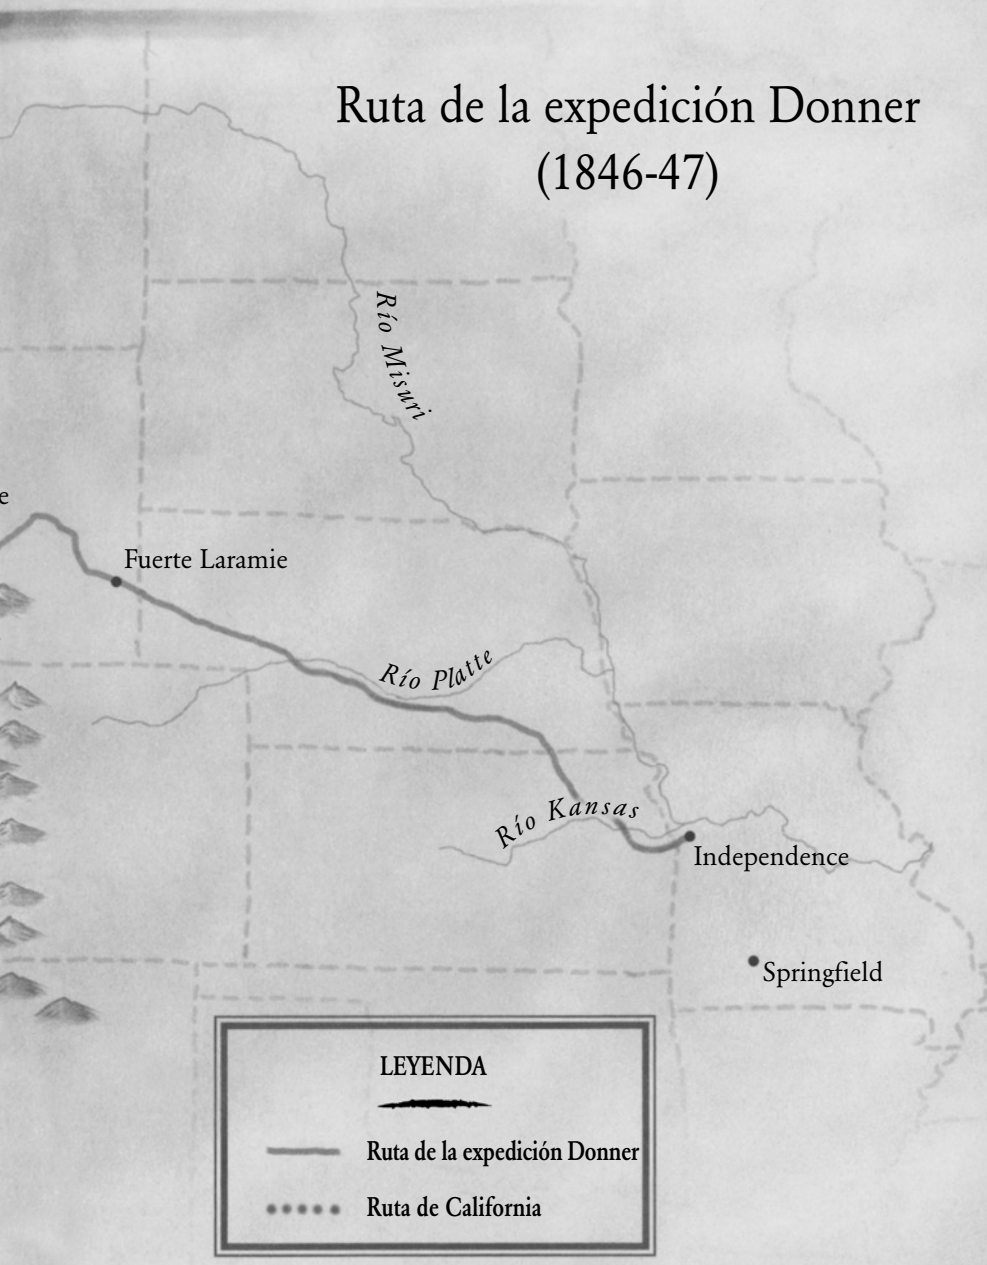 Ruta de la expedición Donner
(1846-47)
Río Misuri
e
Fuerte Laramie
Río Platte
Río Kansas
Independence
Springfield
LEYENDA
Ruta de la expedición Donner
Ruta de California